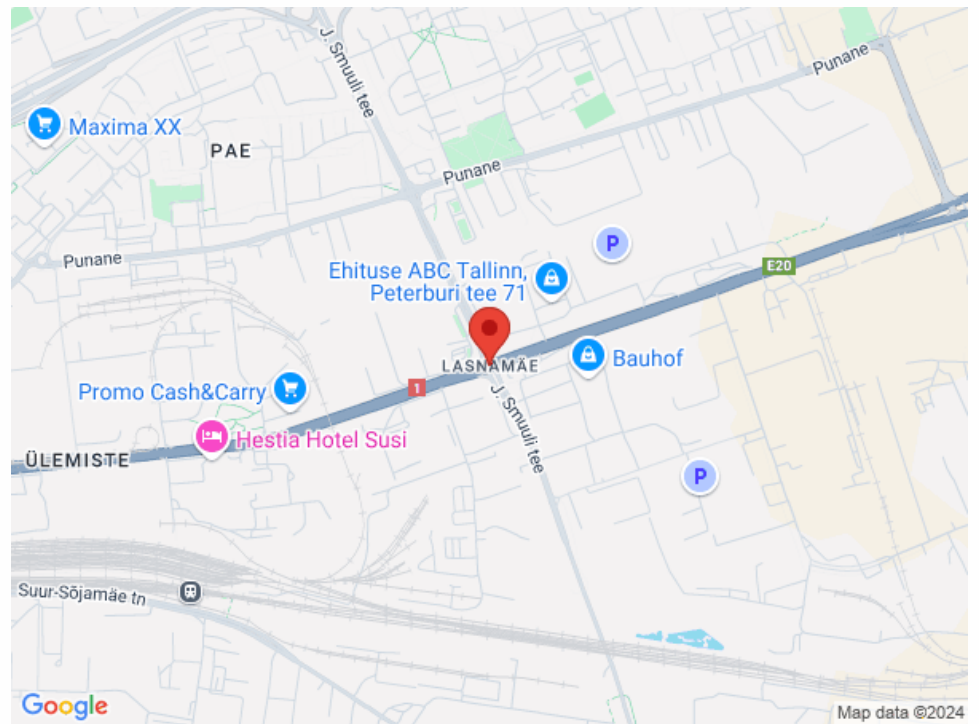 J. Smuuli tee
Punane
Maxima XX
PAE
Punane
Punane
P
Ehituse ABC Tallinn,
Peterburi tee 71
E20
LASNAMÄE
Bauhof
1
Promo Cash&Carry
J. Smuuli tee
Hestia Hotel Susi
ÜLEMISTE
P
Suur-Sõjamäe tn
Google
Map data ©2024